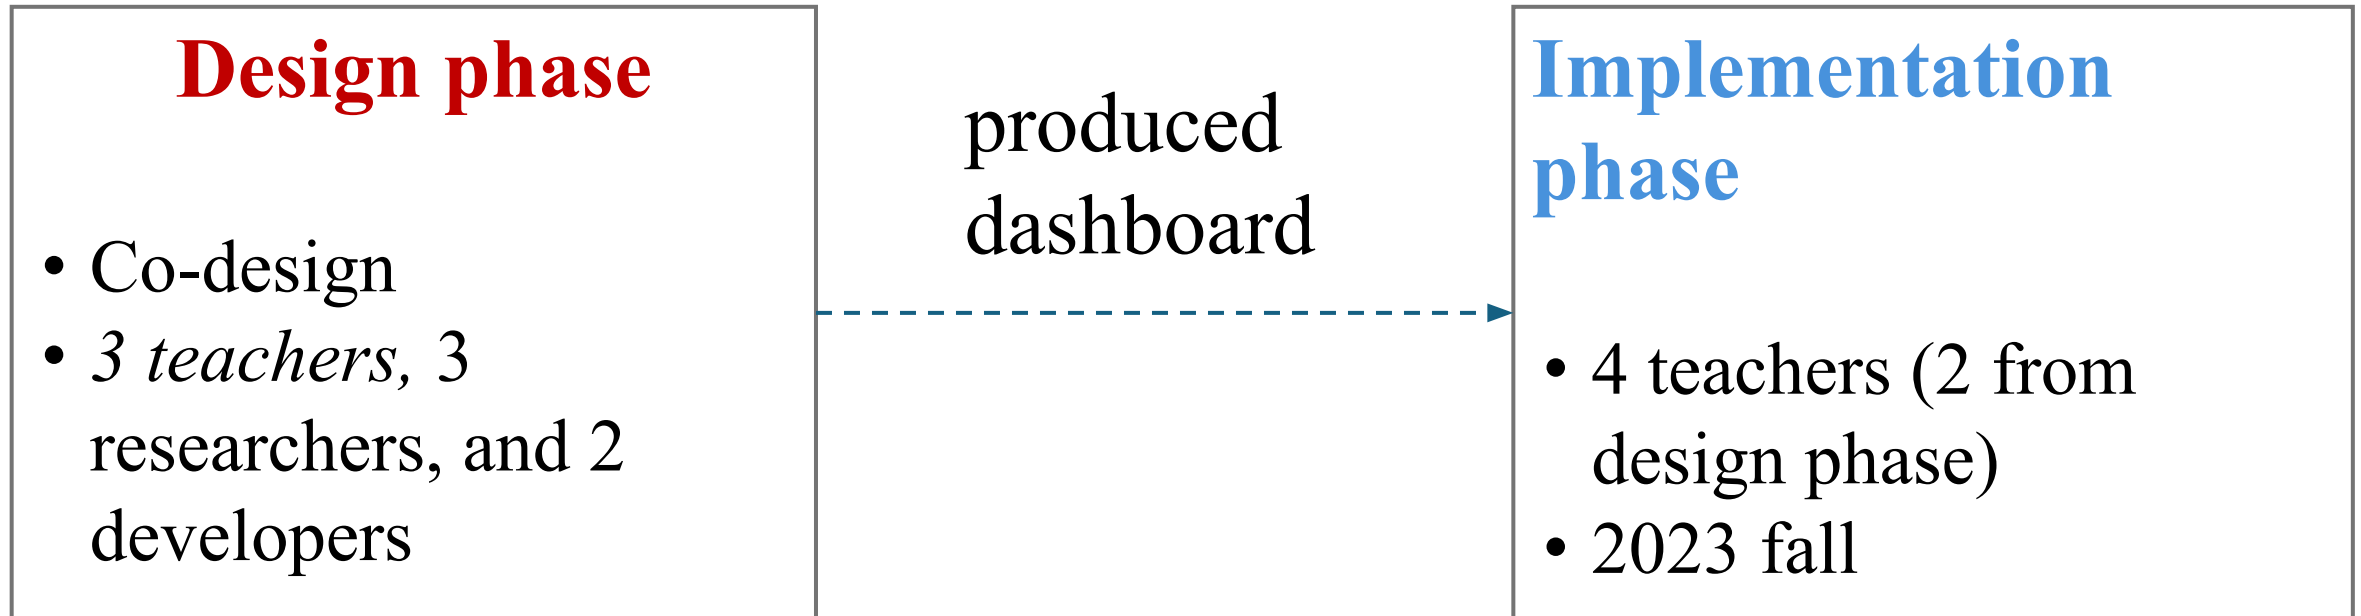 Design phase
• Co-design
• 3 teachers, 3
researchers, and 2
developers
produced
dashboard
Implementation
phase
• 4 teachers (2 from
design phase)
• 2023 fall